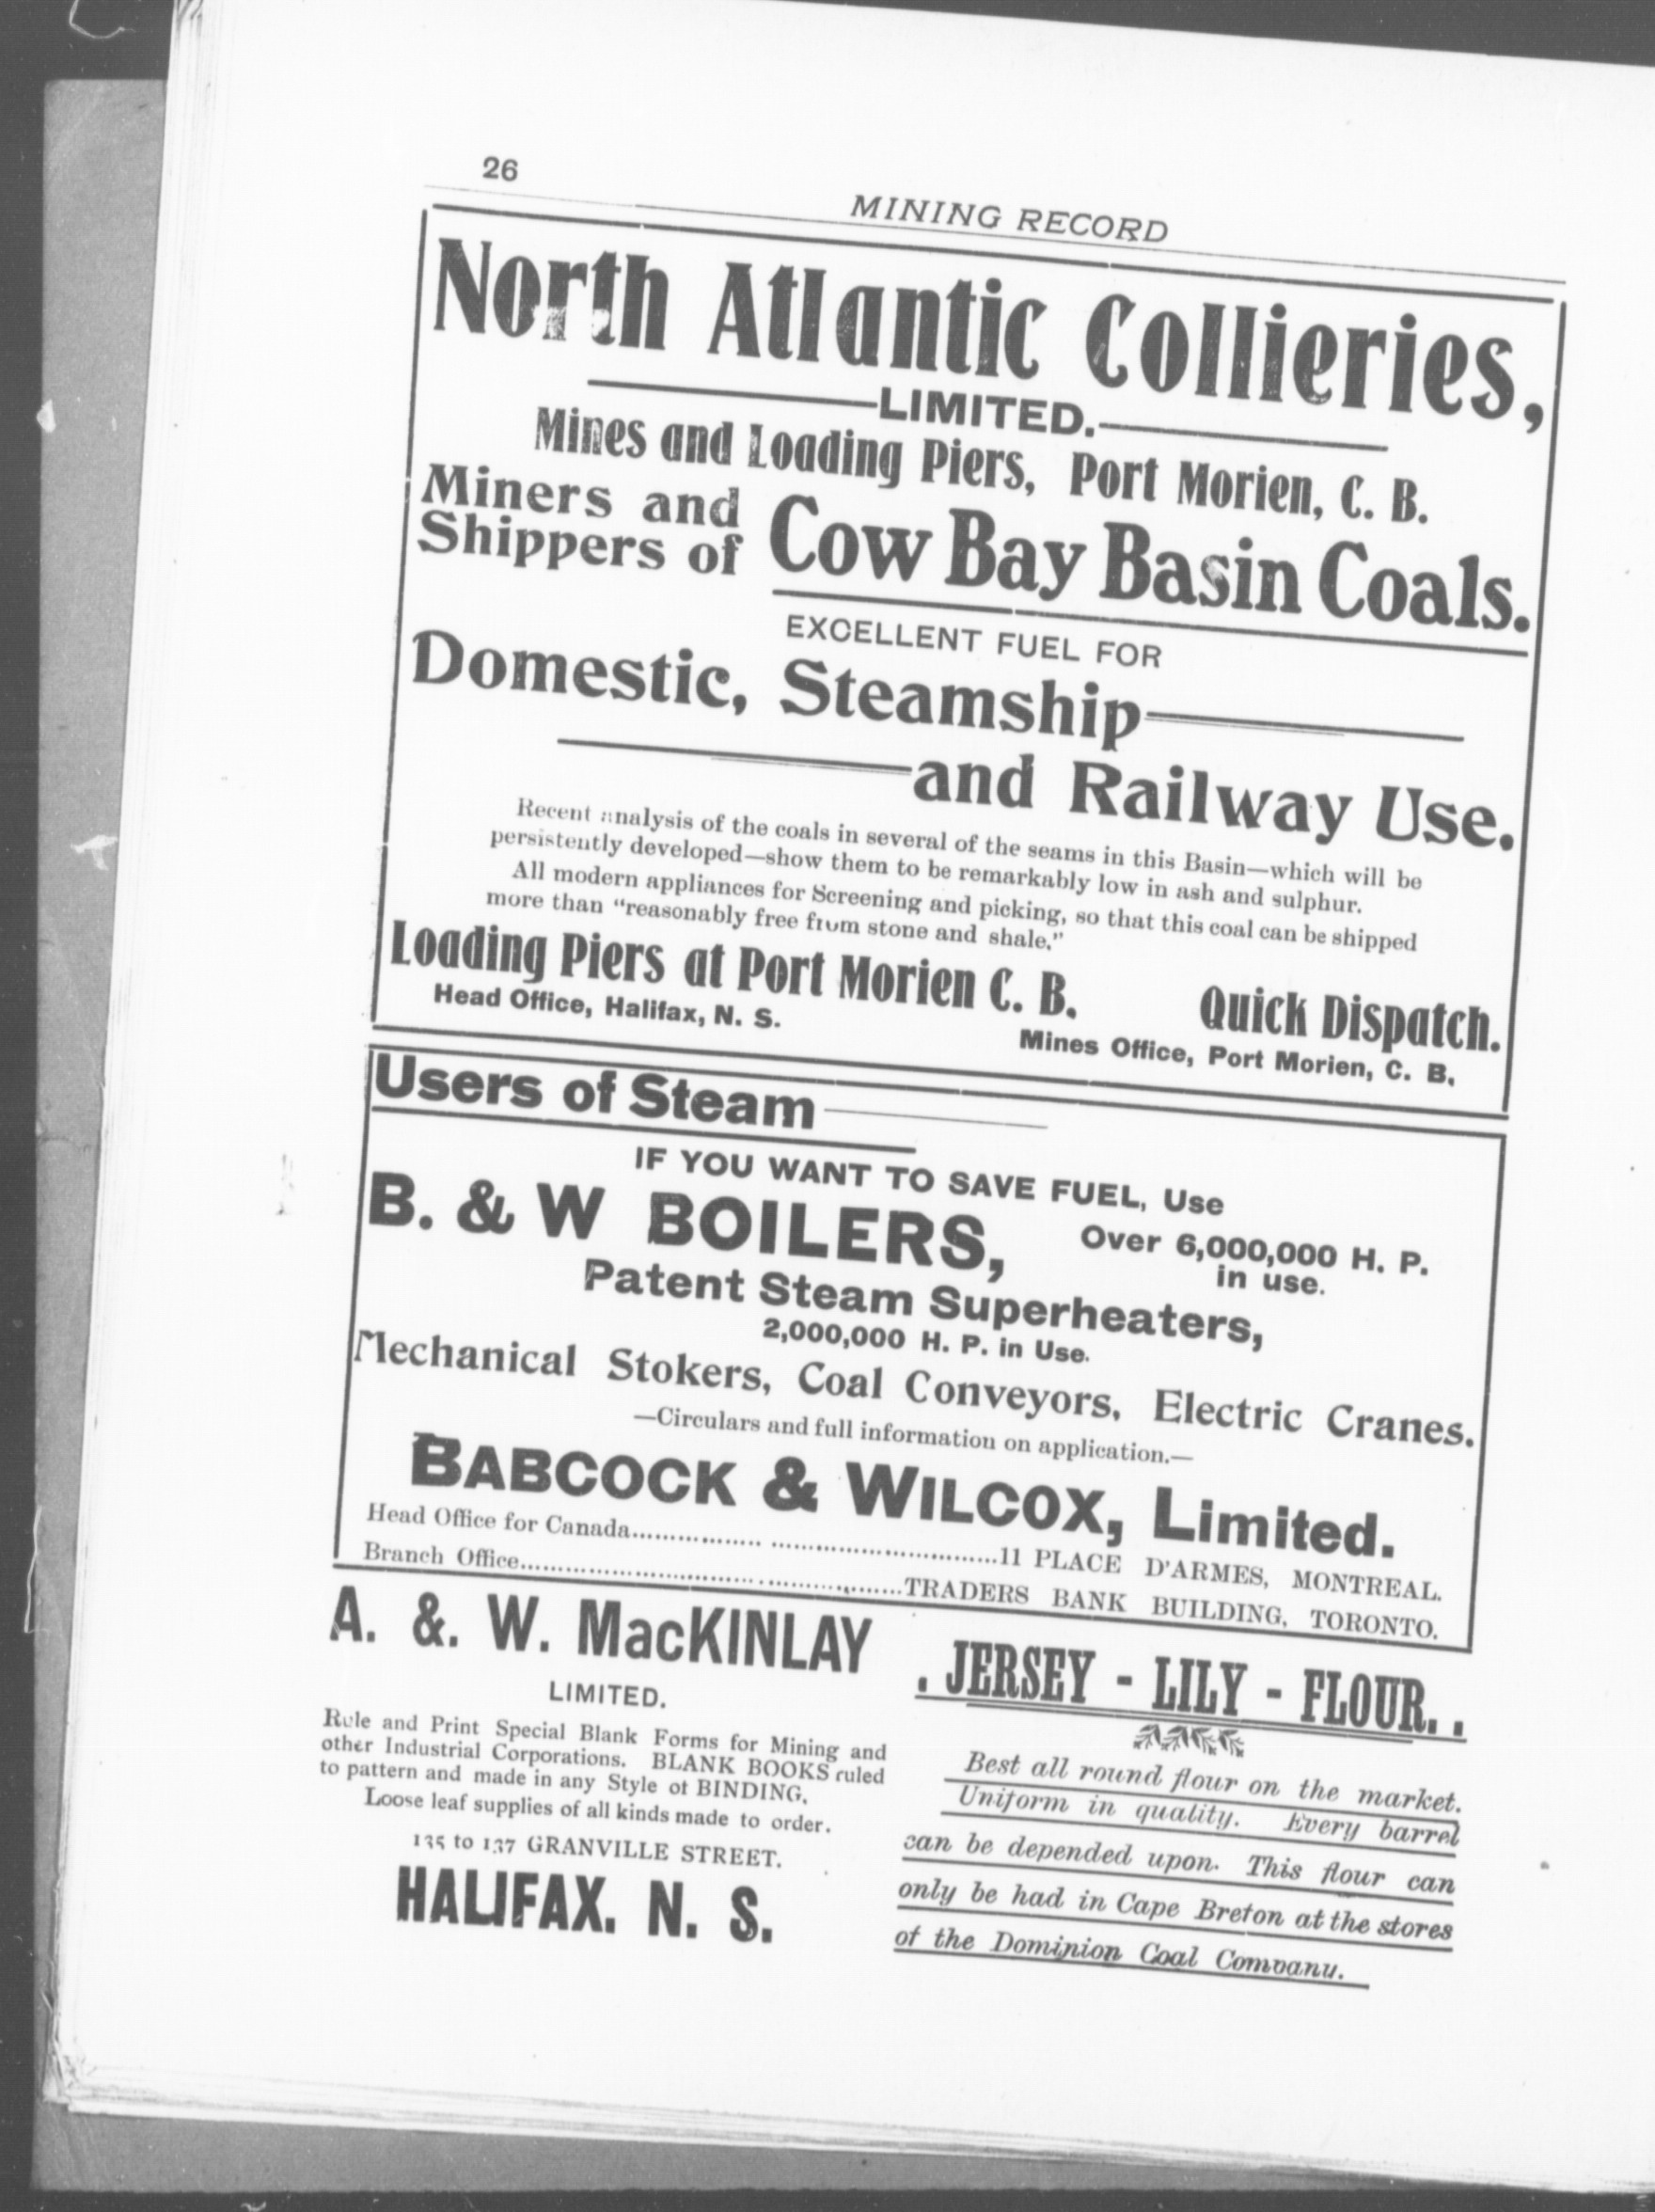 26
MINING RECORD
North Atlantic Collieries,
LIMITED.
Mines and Loading Piers, Port Morien, C. B.
Miners and
Shippers of
Cow Bay Basin Coals.
EXCELLENT FUEL FOR
Domestic, Steamship
and Railway Use.
Recent analysis of the coals in several of the seams in this Basin—which will be
persistently developed—show them to be remarkably low in ash and sulphur.
All modern appliances for Screening and picking, so that this coal can be shipped
more than "reasonably free from stone and shale."
Loading Piers at Port Morien C. B. Quick Dispatch.
Head Office, Halifax, N. S.
Mines Office, Port Morien, C. B,
Users of Steam
IF YOU WANT TO SAVE FUEL, Use
B. & W BOILERS,
Over 6,000,000 H. P.
in use.
Patent Steam Superheaters,
2,000,000 H. P. in Use.
Mechanical Stokers, Coal Conveyors, Electric Cranes.
—Circulars and full information on application.—
BABCOCK & WILCOX, Limited.
Head Office for Canada................. ..............................11 PLACE D'ARMES, MONTREAL.
Branch Office..................................................TRADERS BANK BUILDING, TORONTO.
A. &. W. MacKINLAY
LIMITED.
Rule and Print Special Blank Forms for Mining and
other Industrial Corporations. BLANK BOOKS ruled
to pattern and made in any Style of BINDING,
Loose leaf supplies of all kinds made to order.
135 to 137 GRANVILLE STREET.
HALIFAX. N. S.
. JERSEY - LILY - FLOUR. .
Best all round flour on the market.
Uniform in quality. Every barrel
can be depended upon. This flour can
only be had in Cape Breton at the stores
of the Dominion Coal Company.